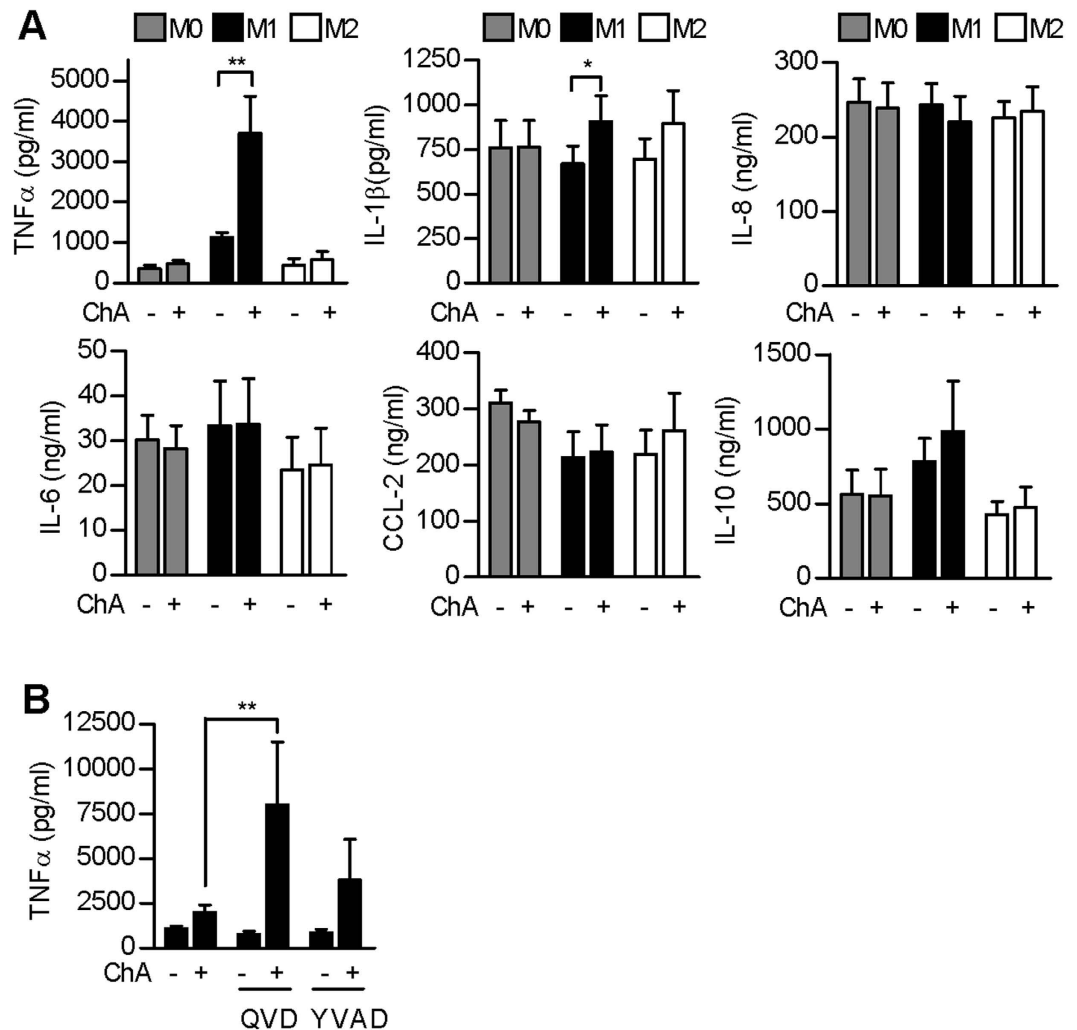 A
M0 M1 M2
M0 M1 M2
M0 M1 M2
TNFα (pg/ml)
5000
4000
3000
2000
1000
0
**
ChA - + - + - +
IL-1β(pg/ml)
1250
1000
750
500
250
0
*
ChA - + - + - +
IL-8 (ng/ml)
300
200
100
0
ChA - + - + - +
IL-6 (ng/ml)
50
40
30
20
10
0
ChA - + - + - +
CCL-2 (ng/ml)
400
300
200
100
0
ChA - + - + - +
IL-10 (ng/ml)
1500
1000
500
0
ChA - + - + - +
B
TNFα (pg/ml)
12500
10000
7500
5000
2500
0
**
ChA - + - + - +
QVD YVAD